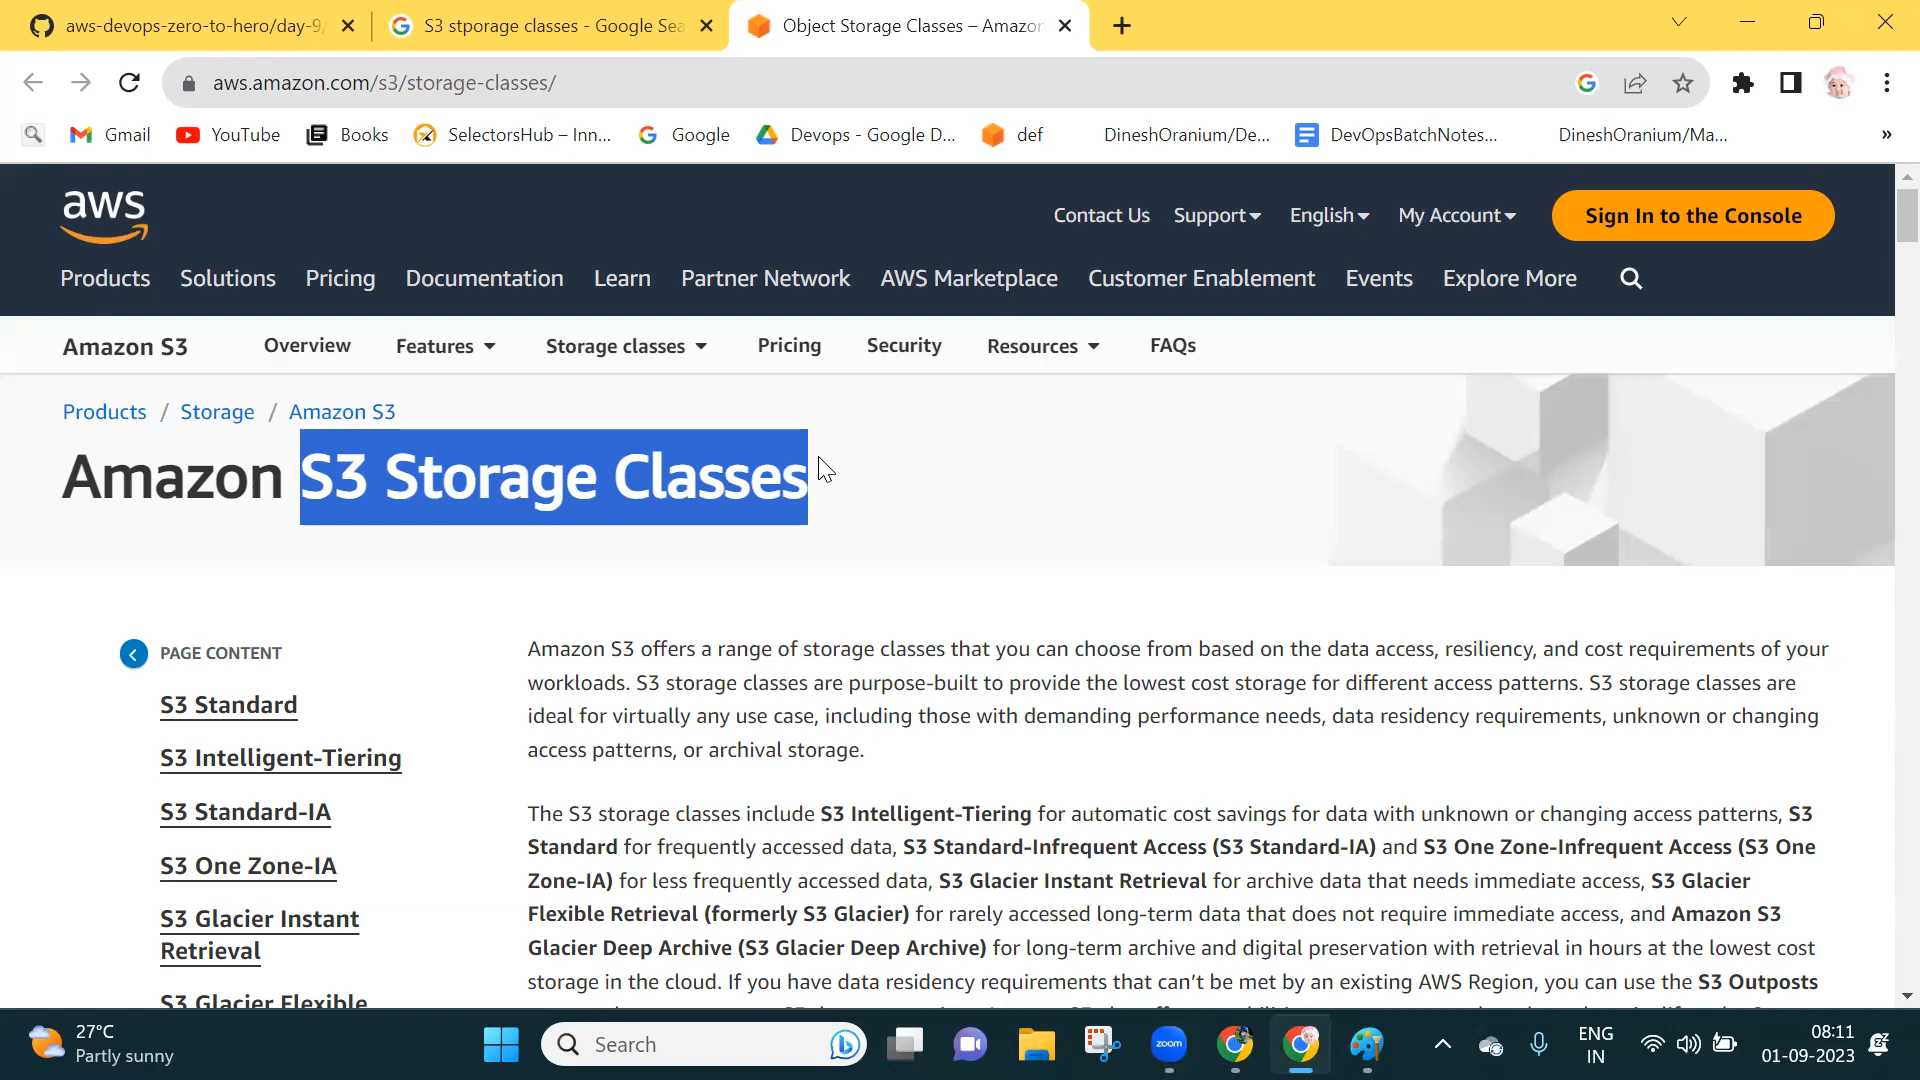 aws-devops-zero-to-hero/day-9/
S3 stporage classes - Google Sea
Object Storage Classes – Amazon
aws.amazon.com/s3/storage-classes/
Gmail
YouTube
Books
SelectorsHub – Inn...
Google
Devops - Google D...
def
DineshOranium/De...
DevOpsBatchNotes...
DineshOranium/Ma...
»
aws
Contact Us
Support
English
My Account
Sign In to the Console
Products
Solutions
Pricing
Documentation
Learn
Partner Network
AWS Marketplace
Customer Enablement
Events
Explore More
Amazon S3
Overview
Features
Storage classes
Pricing
Security
Resources
FAQs
Products / Storage / Amazon S3
Amazon S3 Storage Classes
PAGE CONTENT
S3 Standard
S3 Intelligent-Tiering
S3 Standard-IA
S3 One Zone-IA
S3 Glacier Instant
Retrieval
S3 Glacier Flexible
Amazon S3 offers a range of storage classes that you can choose from based on the data access, resiliency, and cost requirements of your
workloads. S3 storage classes are purpose-built to provide the lowest cost storage for different access patterns. S3 storage classes are
ideal for virtually any use case, including those with demanding performance needs, data residency requirements, unknown or changing
access patterns, or archival storage.
The S3 storage classes include S3 Intelligent-Tiering for automatic cost savings for data with unknown or changing access patterns, S3
Standard for frequently accessed data, S3 Standard-Infrequent Access (S3 Standard-IA) and S3 One Zone-Infrequent Access (S3 One
Zone-IA) for less frequently accessed data, S3 Glacier Instant Retrieval for archive data that needs immediate access, S3 Glacier
Flexible Retrieval (formerly S3 Glacier) for rarely accessed long-term data that does not require immediate access, and Amazon S3
Glacier Deep Archive (S3 Glacier Deep Archive) for long-term archive and digital preservation with retrieval in hours at the lowest cost
storage in the cloud. If you have data residency requirements that can't be met by an existing AWS Region, you can use the S3 Outposts
27°C
Partly sunny
Search
zoom
ENG
IN
08:11
01-09-2023